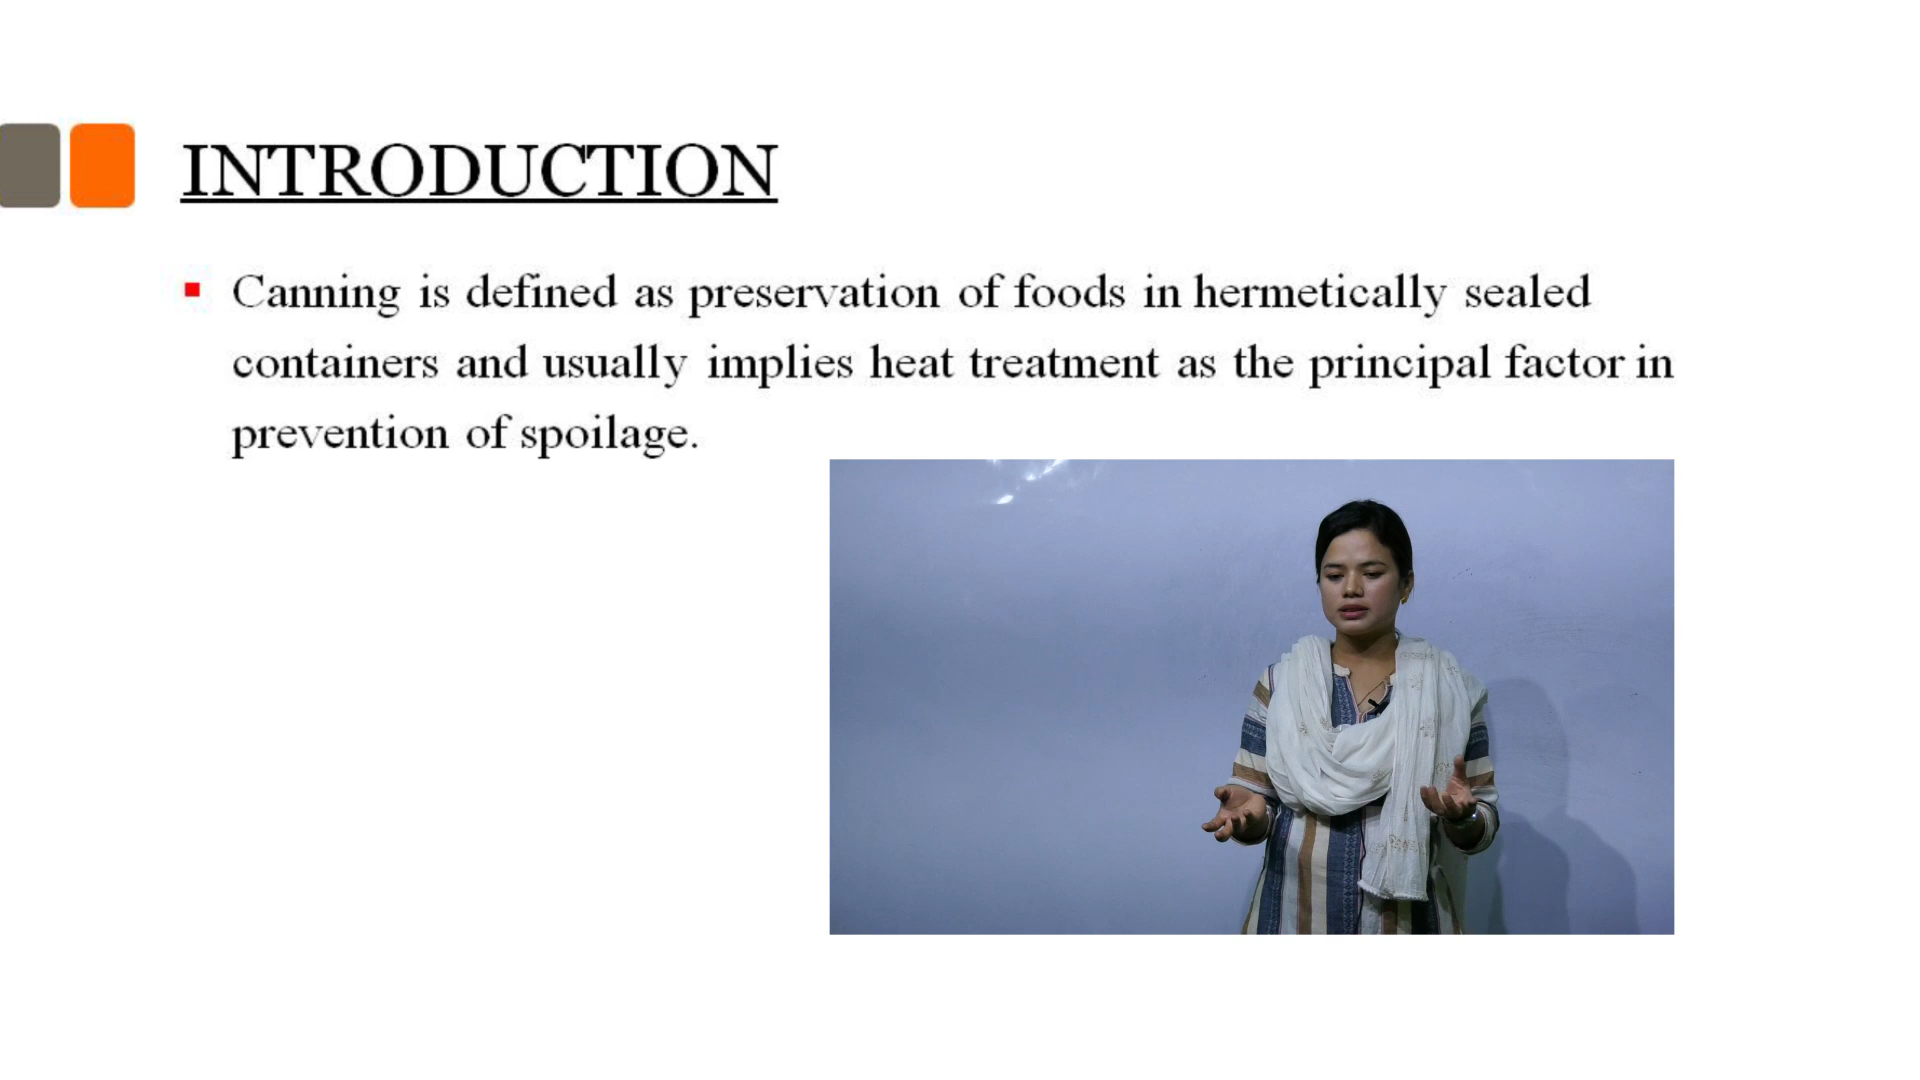 INTRODUCTION
Canning is defined as preservation of foods in hermetically sealed
containers and usually implies heat treatment as the principal factor in
prevention of spoilage.